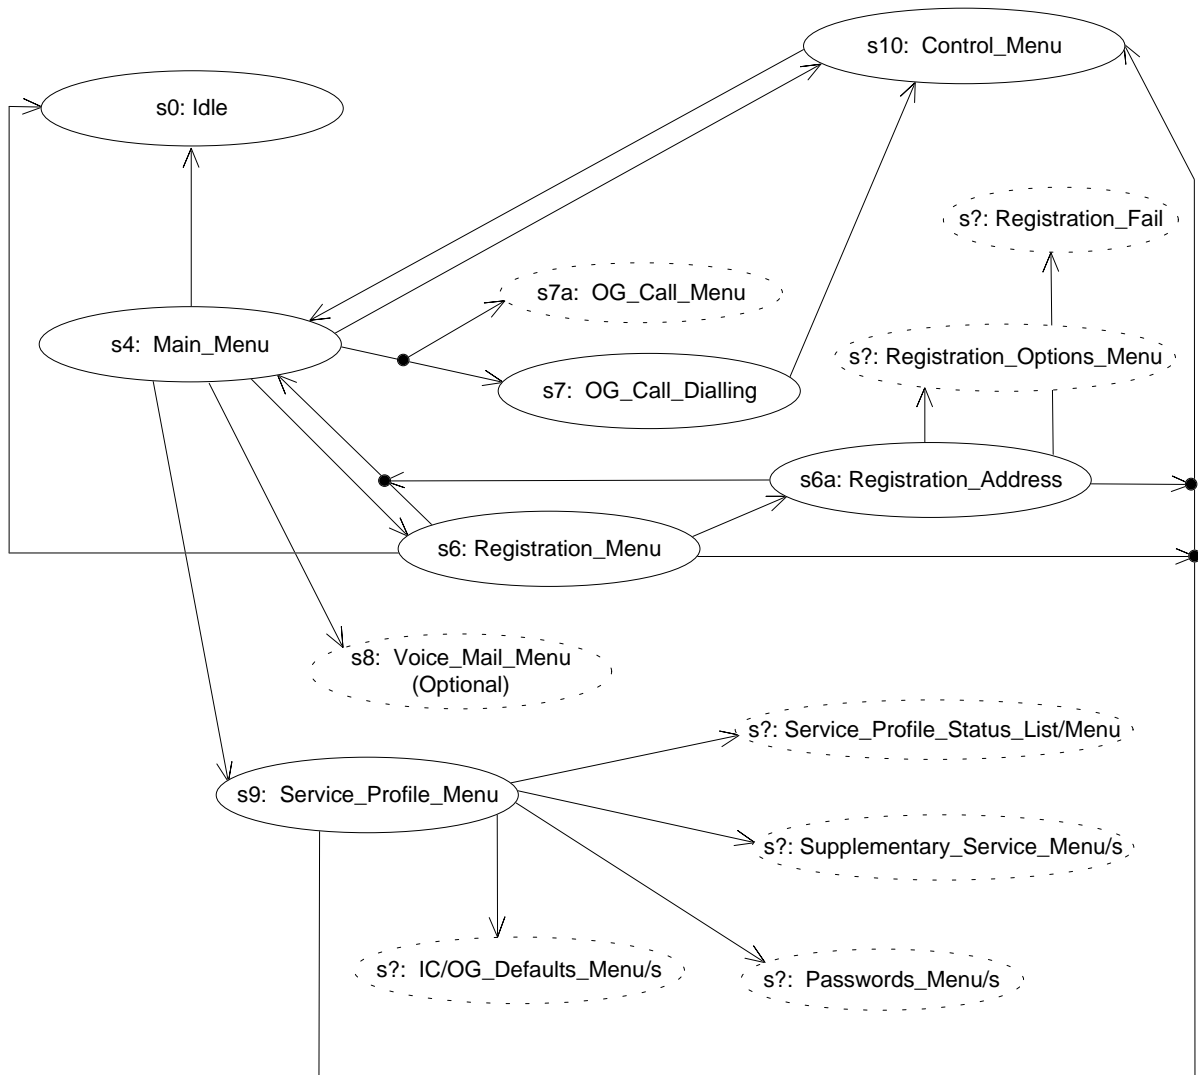 s10:  Control_Menu
s0: Idle
s?: Registration_Fail
s7a:  OG_Call_Menu
s4:  Main_Menu
s?: Registration_Options_Menu
s7:  OG_Call_Dialling
s6a: Registration_Address
s6: Registration_Menu
s8:  Voice_Mail_Menu
(Optional)
s?: Service_Profile_Status_List/Menu
s9:  Service_Profile_Menu
s?: Supplementary_Service_Menu/s
s?:  IC/OG_Defaults_Menu/s
s?:  Passwords_Menu/s